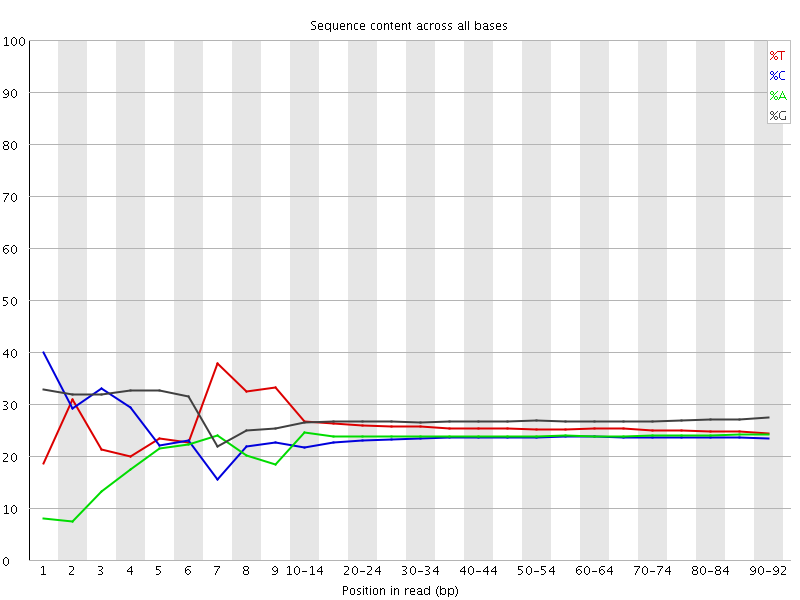 Sequence content across all bases
100
90
80
70
60
50
40
30
20
10
0
%T
%C
%A
%G
1 2 3 4 5 6 7 8 9 10-14 20-24 30-34 40-44 50-54 60-64 70-74 80-84 90-92
Position in read (bp)